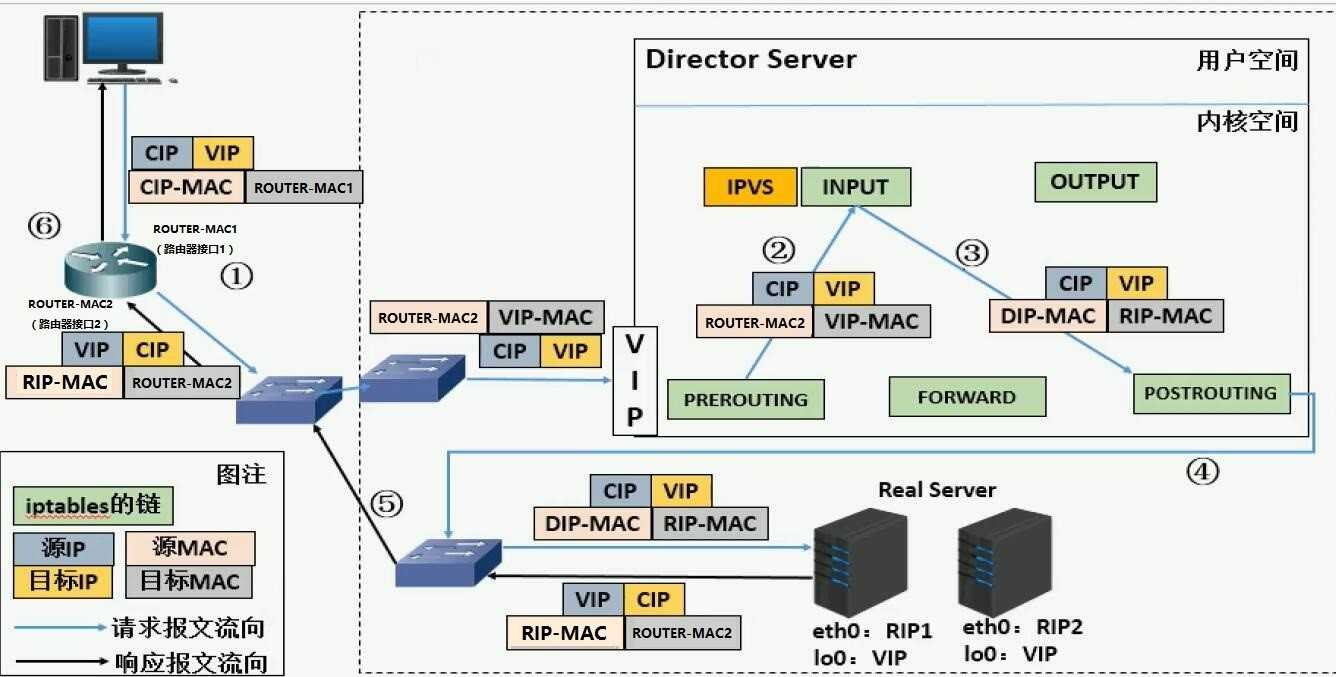 Director Server
用户空间
内核空间
CIP VIP
CIP-MAC ROUTER-MAC1
IPVS INPUT
OUTPUT
⑥
ROUTER-MAC1
（路由器接口1）
①
②
③
CIP VIP
ROUTER-MAC2 VIP-MAC
CIP VIP
DIP-MAC RIP-MAC
ROUTER-MAC2
（路由器接口2）
ROUTER-MAC2 VIP-MAC
CIP VIP
VIP CIP
RIP-MAC ROUTER-MAC2
V
I
P
PREROUTING
FORWARD
POSTROUTING
④
图注
iptables的链
源IP 源MAC
目标IP 目标MAC
请求报文流向
响应报文流向
⑤
CIP VIP
DIP-MAC RIP-MAC
Real Server
VIP CIP
RIP-MAC ROUTER-MAC2
eth0：RIP1
lo0：VIP
eth0：RIP2
lo0：VIP